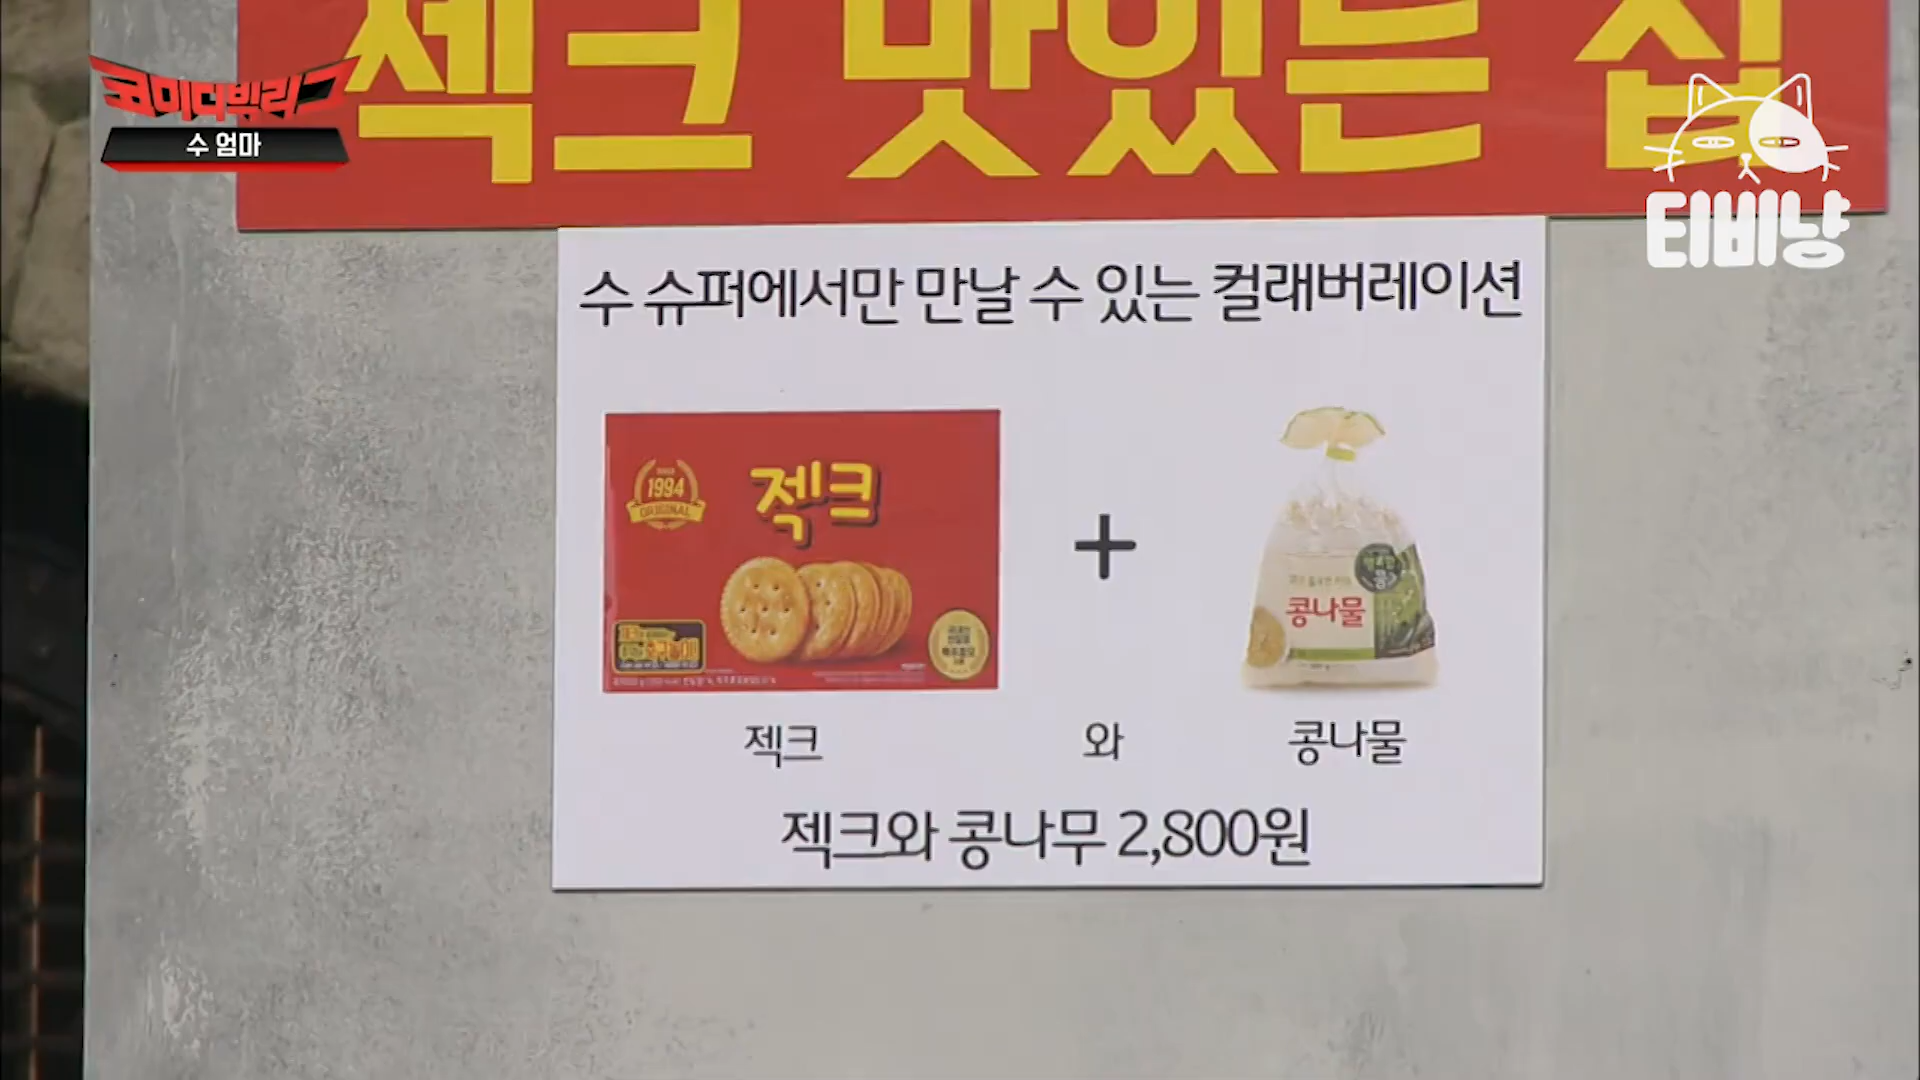 젝크 맛있는 집
코미디빅리그
수 엄마
티비냥
수 슈퍼에서만 만날 수 있는 컬래버레이션
SINCE
1994
ORIGINAL
젝크
+
콩나물
젝크 와 콩나물
젝크와 콩나무 2,800원